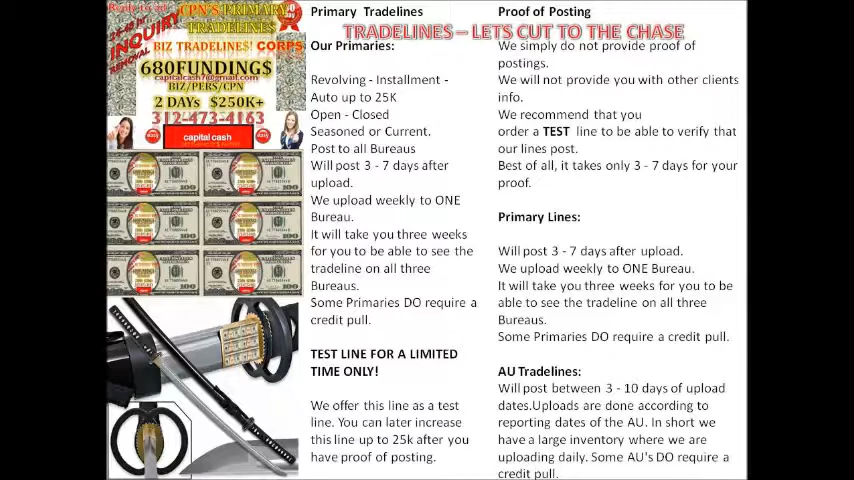 Ready to add
CPN'S PRIMARY
TRADELINES
24-48 hr
INQUIRY
REMOVAL
BIZ TRADELINES! CORPS
680FUNDING$
capitalcash7@gmail.com
BIZ/PERS/CPN
2 DAYs $250K+
312-473-4163
easy
capital cash
easy
TRADELINES – LETS CUT TO THE CHASE
Primary Tradelines
Our Primaries:
Revolving - Installment -
Auto up to 25K
Open - Closed
Seasoned or Current.
Post to all Bureaus
Will post 3 - 7 days after
upload.
We upload weekly to ONE
Bureau.
It will take you three weeks
for you to be able to see the
tradeline on all three
Bureaus.
Some Primaries DO require a
credit pull.
TEST LINE FOR A LIMITED
TIME ONLY!
We offer this line as a test
line. You can later increase
this line up to 25k after you
have proof of posting.
Proof of Posting
We simply do not provide proof of
postings.
We will not provide you with other clients
info.
We recommend that you
order a TEST line to be able to verify that
our lines post.
Best of all, it takes only 3 - 7 days for your
proof.
Primary Lines:
Will post 3 - 7 days after upload.
We upload weekly to ONE Bureau.
It will take you three weeks for you to be
able to see the tradeline on all three
Bureaus.
Some Primaries DO require a credit pull.
AU Tradelines:
Will post between 3 - 10 days of upload
dates.Uploads are done according to
reporting dates of the AU. In short we
have a large inventory where we are
uploading daily. Some AU's DO require a
credit pull.